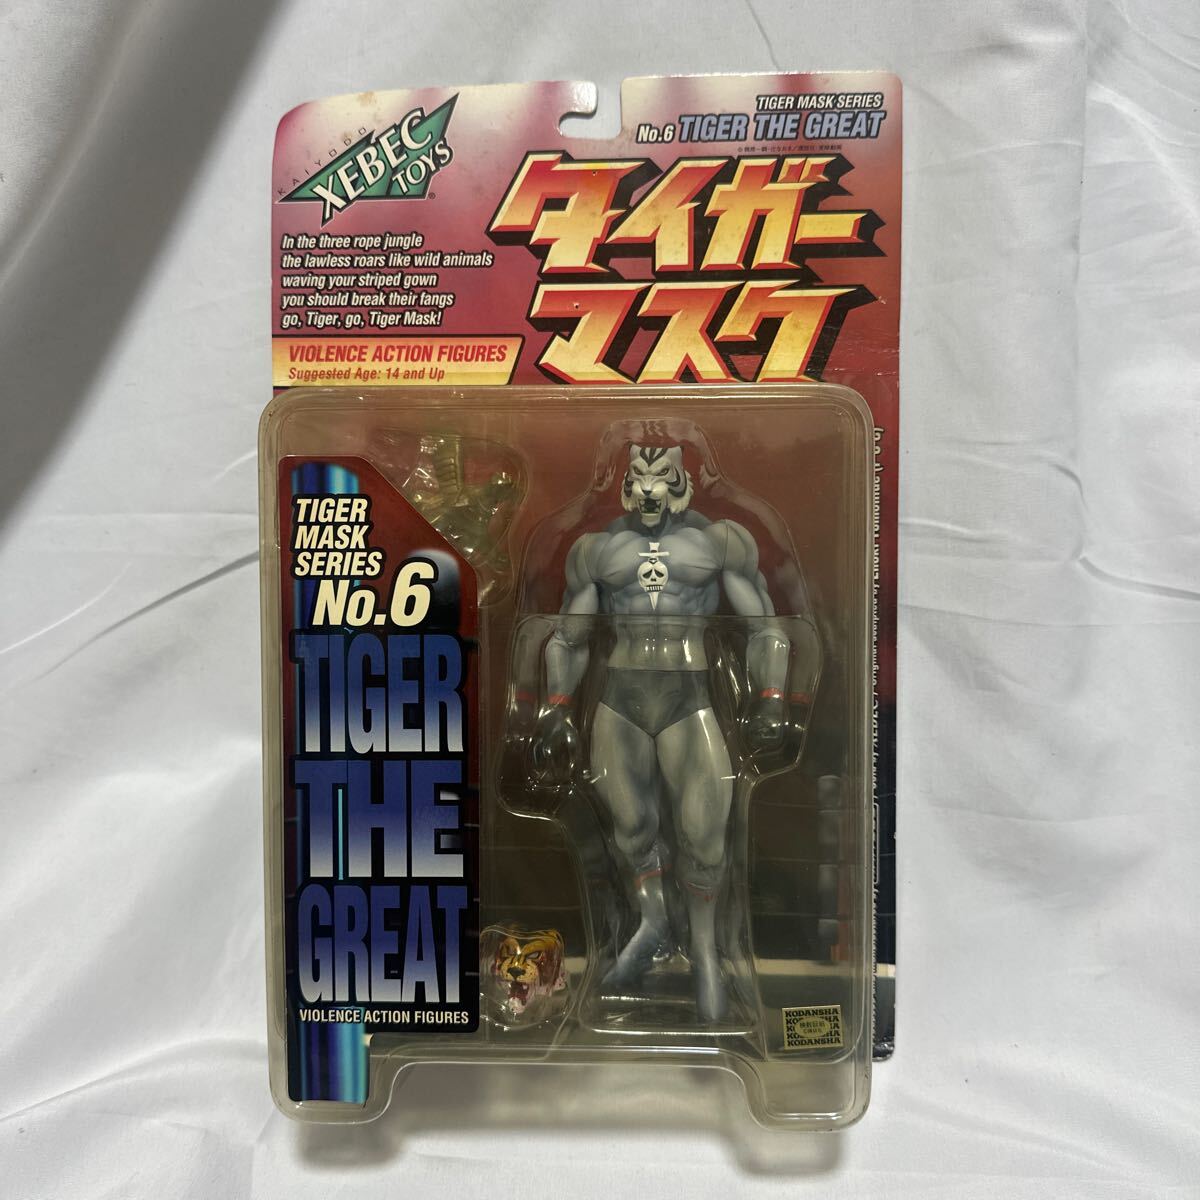 KAIYODO
XEBEC
TOYS
TIGER MASK SERIES
No.6 TIGER THE GREAT
タイガー
マスク
In the three rope jungle
the lawless roars like wild animals
waving your striped gown
you should break their fangs
go, Tiger, go, Tiger Mask!
VIOLENCE ACTION FIGURES
Suggested Age: 14 and Up
TIGER
MASK
SERIES
No.6
TIGER
THE
GREAT
VIOLENCE ACTION FIGURES
KODANSHA
KODANSHA